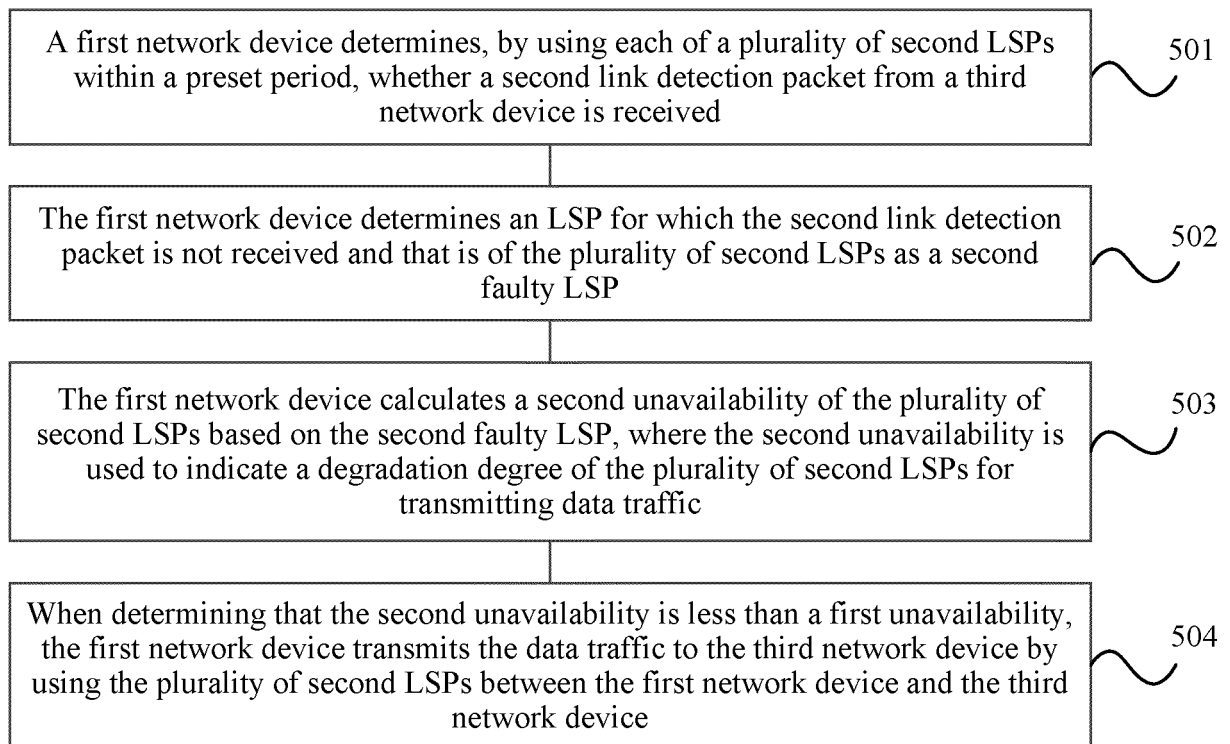 A first network device determines, by using each of a plurality of second LSPs
within a preset period, whether a second link detection packet from a third
network device is received
501
The first network device determines an LSP for which the second link detection
packet is not received and that is of the plurality of second LSPs as a second
faulty LSP
502
The first network device calculates a second unavailability of the plurality of
second LSPs based on the second faulty LSP, where the second unavailability is
used to indicate a degradation degree of the plurality of second LSPs for
transmitting data traffic
503
When determining that the second unavailability is less than a first unavailability,
the first network device transmits the data traffic to the third network device by
using the plurality of second LSPs between the first network device and the third
network device
504